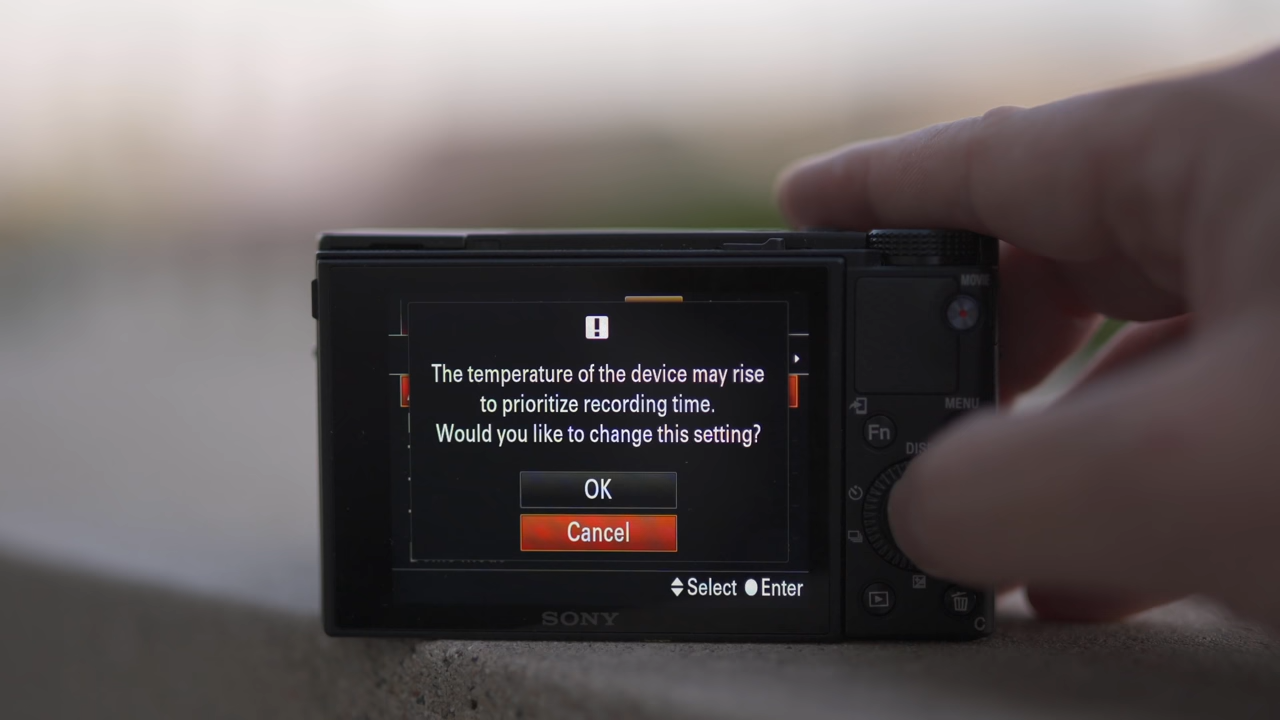 The temperature of the device may rise
to prioritize recording time.
Would you like to change this setting?
OK
Cancel
Select Enter
SONY
MENU
Fn
C